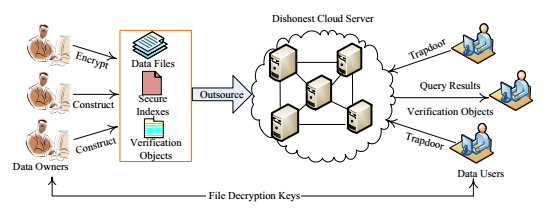 Dishonest Cloud Server
Encrypt
Data Files
Construct
Secure
Indexes
Construct
Verification
Objects
Data Owners
Outsource
Trapdoor
Query Results
Verification Objects
Trapdoor
Data Users
File Decryption Keys